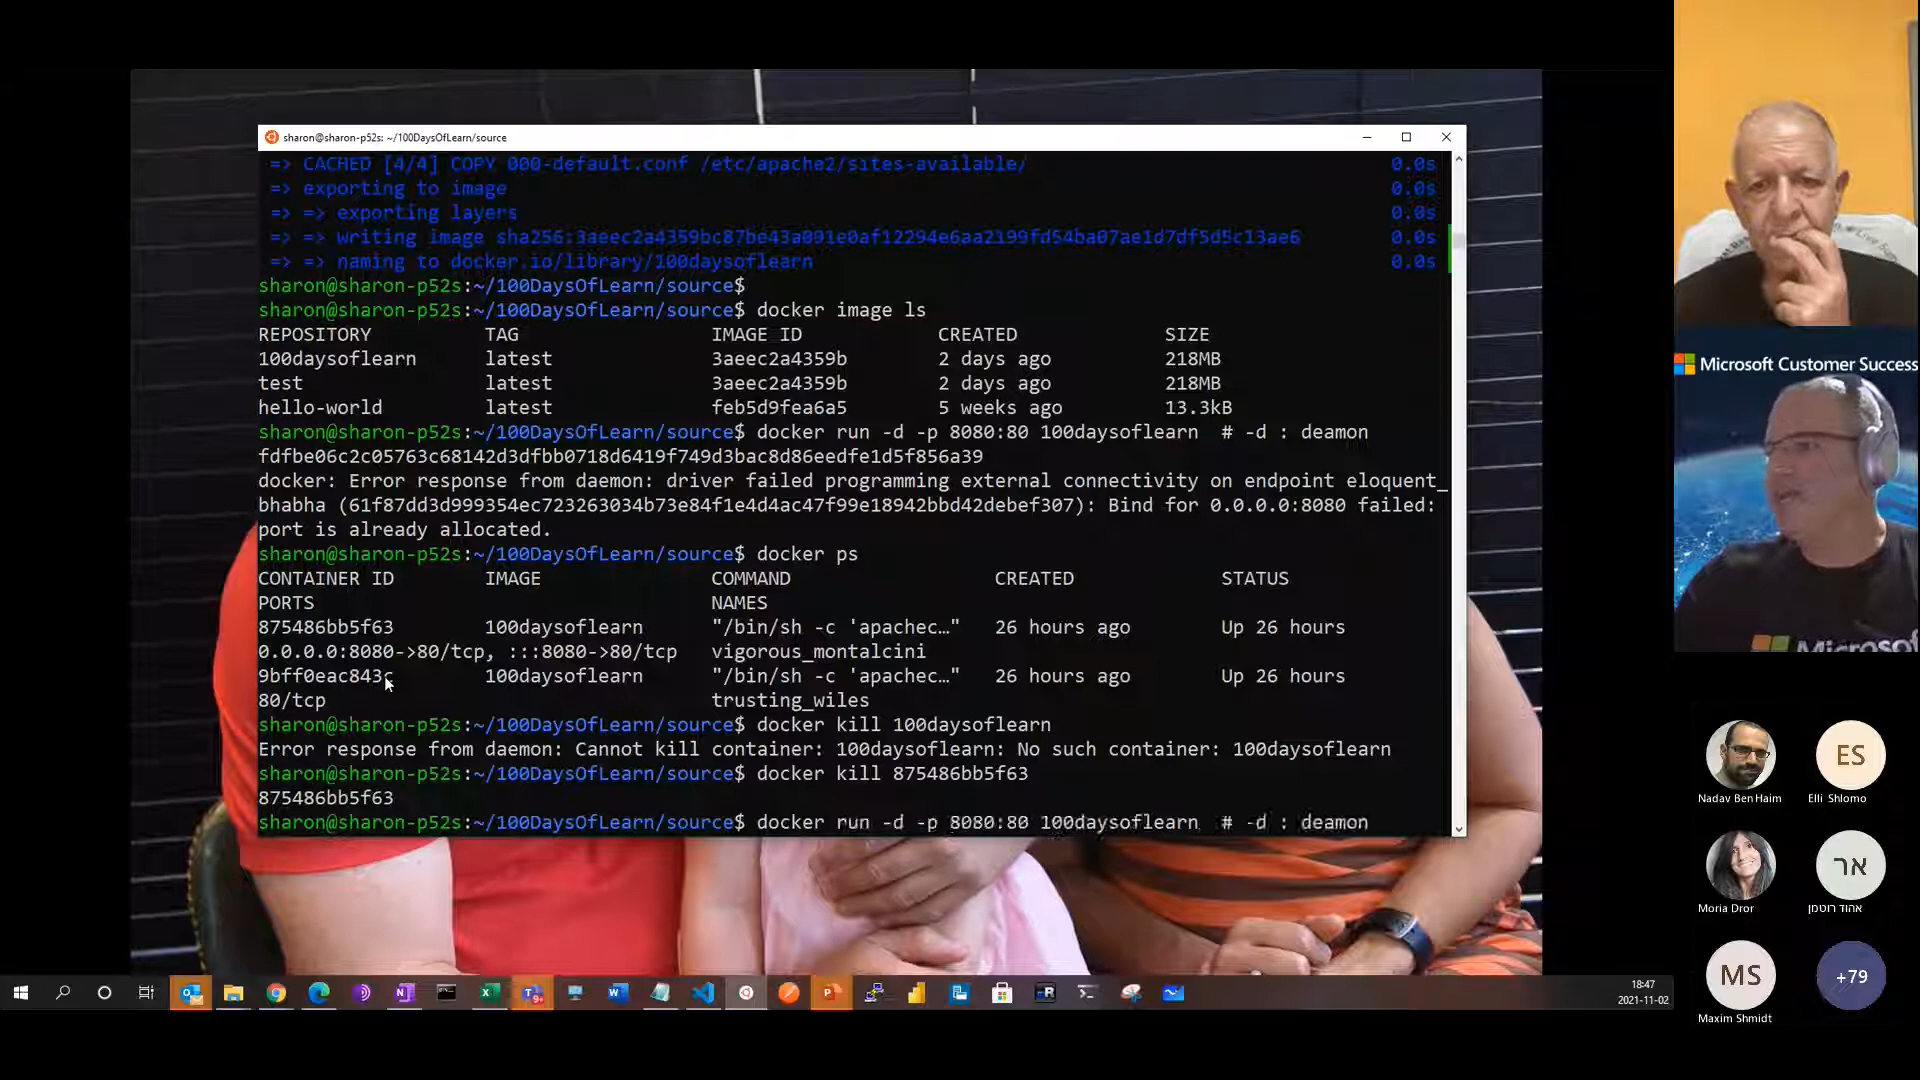 sharon@sharon-p52s: ~/100DaysOfLearn/source
=> CACHED [4/4] COPY 000-default.conf /etc/apache2/sites-available/ 0.0s
=> exporting to image 0.0s
=> => exporting layers 0.0s
=> => writing image sha256:3aeec2a4359bc87be43a091e0af12294e6aa2199fd54ba07ae1d7df5d5c13ae6 0.0s
=> => naming to docker.io/library/100daysoflearn 0.0s
sharon@sharon-p52s:~/100DaysOfLearn/source$
sharon@sharon-p52s:~/100DaysOfLearn/source$ docker image ls
REPOSITORY TAG IMAGE ID CREATED SIZE
100daysoflearn latest 3aeec2a4359b 2 days ago 218MB
test latest 3aeec2a4359b 2 days ago 218MB
hello-world latest feb5d9fea6a5 5 weeks ago 13.3kB
sharon@sharon-p52s:~/100DaysOfLearn/source$ docker run -d -p 8080:80 100daysoflearn # -d : deamon
fdfbe06c2c05763c68142d3dfbb0718d6419f749d3bac8d86eedfe1d5f856a39
docker: Error response from daemon: driver failed programming external connectivity on endpoint eloquent_
bhabha (61f87dd3d999354ec723263034b73e84f1e4d4ac47f99e18942bbd42debef307): Bind for 0.0.0.0:8080 failed:
port is already allocated.
sharon@sharon-p52s:~/100DaysOfLearn/source$ docker ps
CONTAINER ID IMAGE COMMAND CREATED STATUS
PORTS NAMES
875486bb5f63 100daysoflearn "/bin/sh -c 'apachec…" 26 hours ago Up 26 hours
0.0.0.0:8080->80/tcp, :::8080->80/tcp vigorous_montalcini
9bff0eac843c 100daysoflearn "/bin/sh -c 'apachec…" 26 hours ago Up 26 hours
80/tcp trusting_wiles
sharon@sharon-p52s:~/100DaysOfLearn/source$ docker kill 100daysoflearn
Error response from daemon: Cannot kill container: 100daysoflearn: No such container: 100daysoflearn
sharon@sharon-p52s:~/100DaysOfLearn/source$ docker kill 875486bb5f63
875486bb5f63
sharon@sharon-p52s:~/100DaysOfLearn/source$ docker run -d -p 8080:80 100daysoflearn # -d : deamon
18:47
2021-11-02
Microsoft Customer Success
Microsof
Nadav Ben Haim
ES
Elli Shlomo
Moria Dror
אר
אהוד רוטמן
MS
Maxim Shmidt
+79